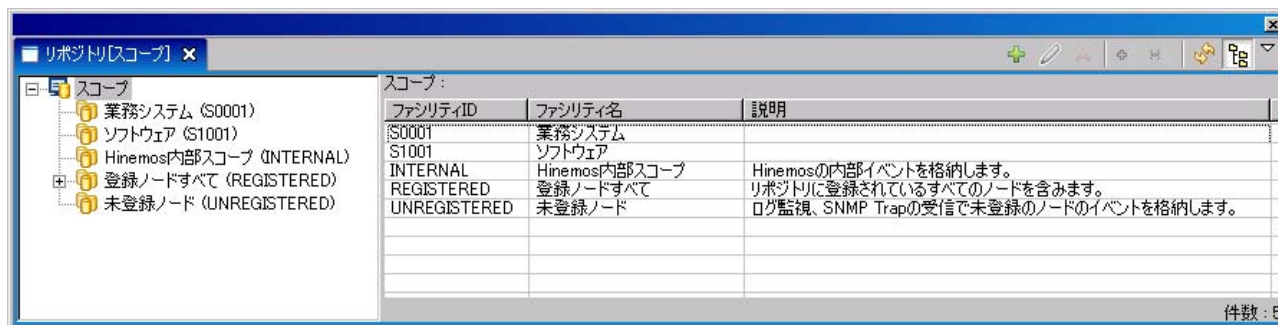 リポジトリ[スコープ]
スコープ
業務システム (S0001)
ソフトウェア (S1001)
Hinemos内部スコープ (INTERNAL)
登録ノードすべて (REGISTERED)
未登録ノード (UNREGISTERED)
スコープ :
ファシリティID ファシリティ名 説明
S0001 業務システム
S1001 ソフトウェア
INTERNAL Hinemos内部スコープ Hinemosの内部イベントを格納します。
REGISTERED 登録ノードすべて リポジトリに登録されているすべてのノードを含みます。
UNREGISTERED 未登録ノード ログ監視、SNMP Trapの受信で未登録のノードのイベントを格納します。
件数 : 5